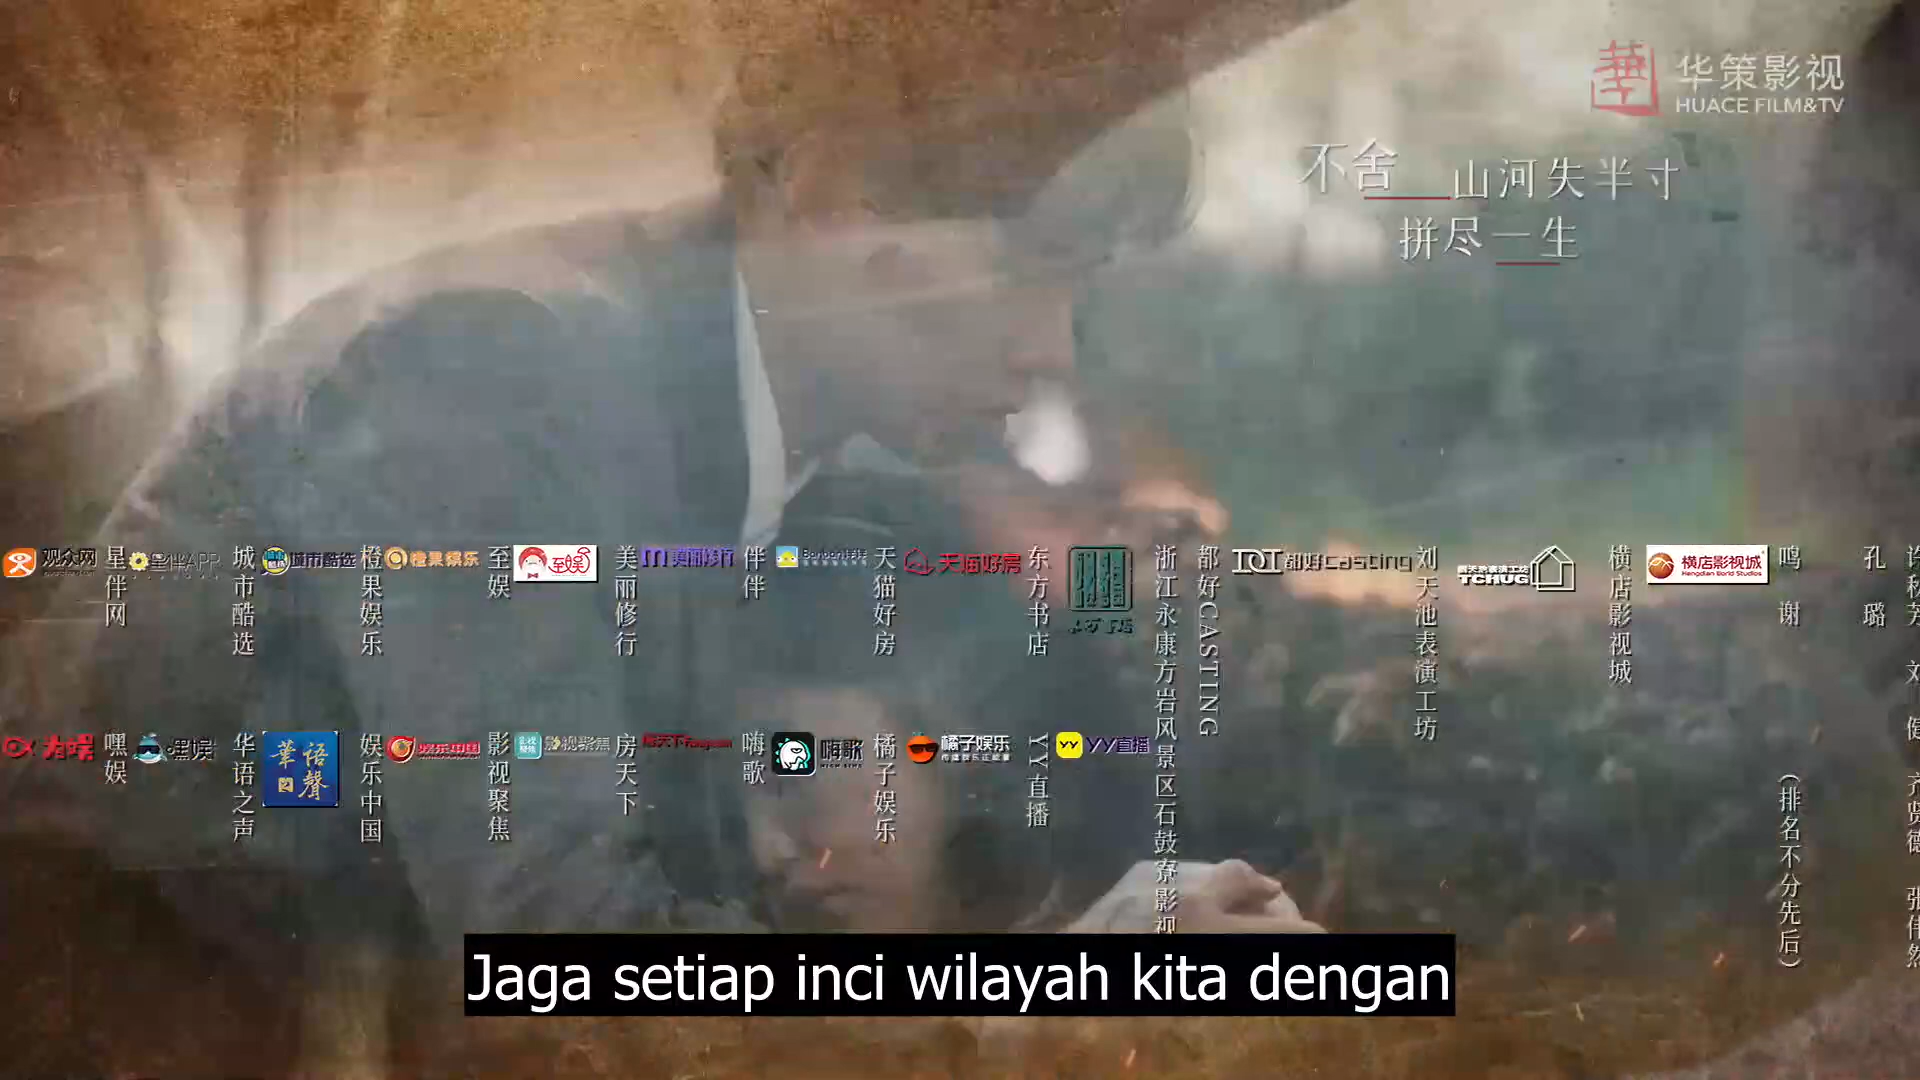 華 华策影视
HUACE FILM&TV
不舍 山河失半寸
拼尽一生
观众网
星伴网
星伴APP
城市酷选
城市酷选
橙果娱乐
橙果娱乐
至娱
至娱
美丽修行
美丽修行
伴伴
天猫好房
天猫好房
东方书店
浙江永康方岩风景区石鼓寮影视
都好CASTING
都好casting
刘天池表演工坊
TCHUG
横店影视城
横店影视城
Hengdian World Studios
鸣谢
（排名不分先后）
孔璐
嘿娱
嘿娱
华语之声
華语之聲
娱乐中国
娱乐中国
影视聚焦
影视聚焦
房天下
房天下
嗨歌
嗨歌
橘子娱乐
橘子娱乐
YY直播
YY直播
Jaga setiap inci wilayah kita dengan